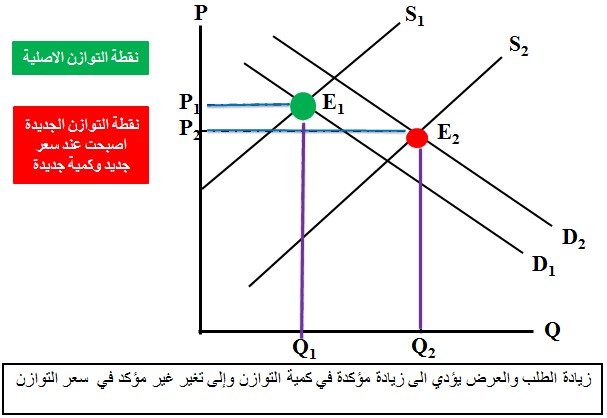 P
S₁
S₂
نقطة التوازن الاصلية
P₁
E₁
نقطة التوازن الجديدة
اصبحت عند سعر
جديد وكمية جديدة
P₂
E₂
D₂
D₁
Q
Q₁
Q₂
زيادة الطلب والعرض يؤدي الى زيادة مؤكدة في كمية التوازن وإلى تغير غير مؤكد في سعر التوازن